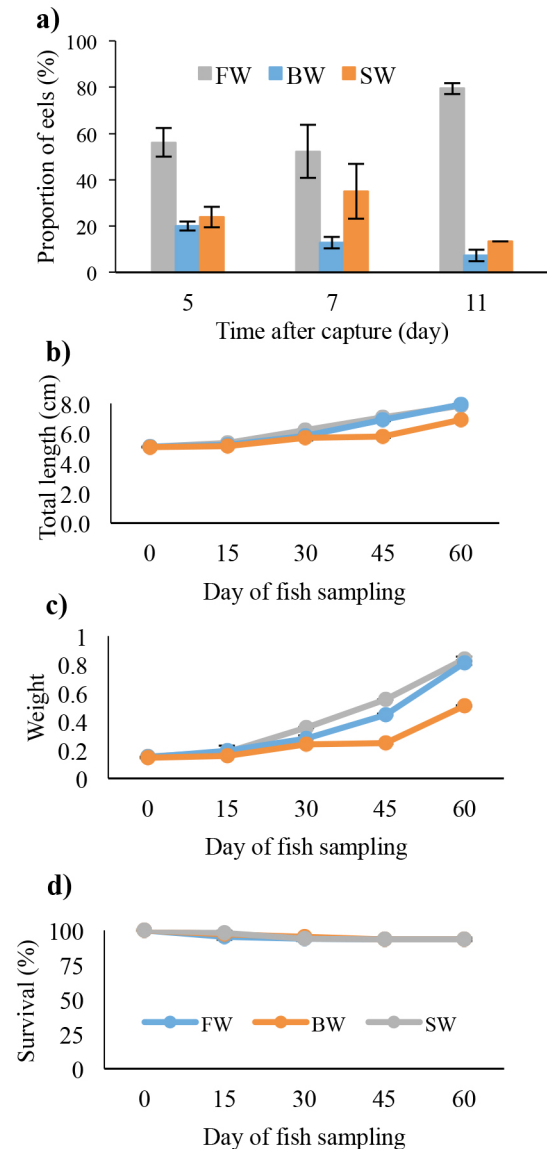 a)
Proportion of eels (%)
100
80
60
40
20
0
FW BW SW
5 7 11
Time after capture (day)
b)
Total length (cm)
8.0
6.0
4.0
2.0
0.0
0 15 30 45 60
Day of fish sampling
c)
Weight
1
0.8
0.6
0.4
0.2
0
0 15 30 45 60
Day of fish sampling
d)
Survival (%)
100
75
50
25
0
FW BW SW
0 15 30 45 60
Day of fish sampling